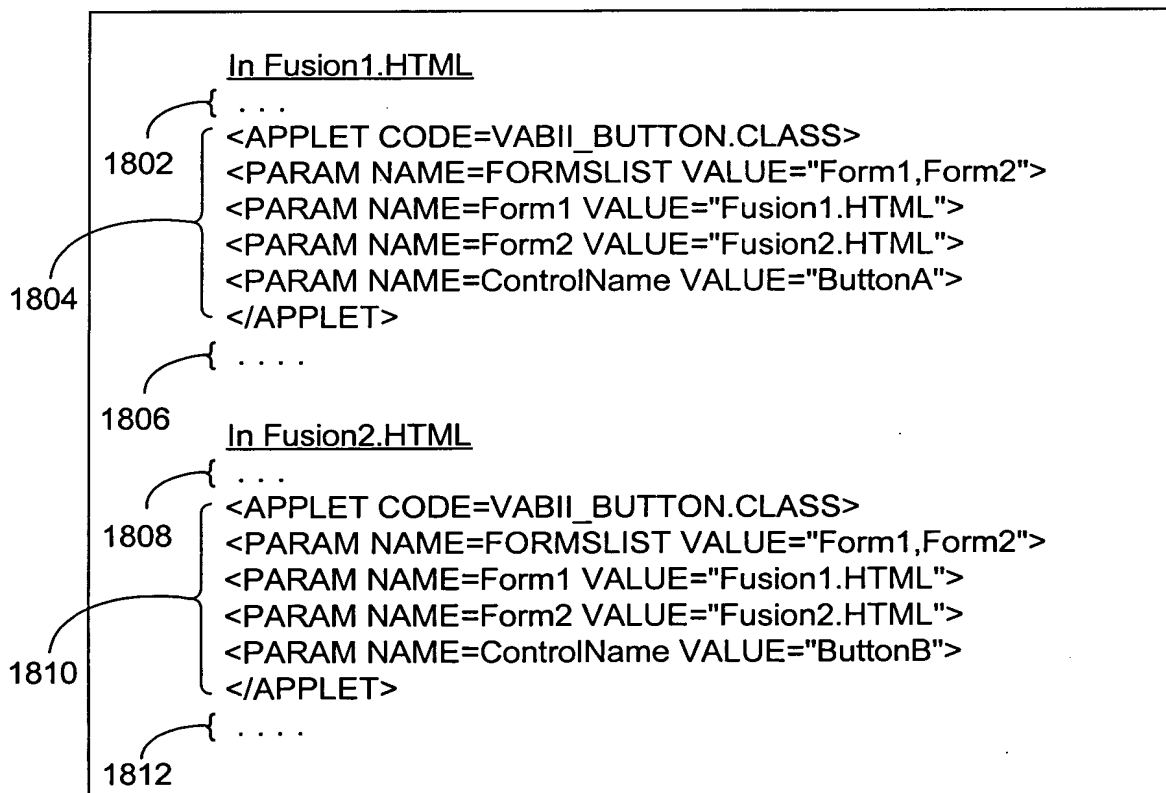 In Fusion1.HTML
1802 . . .
<APPLET CODE=VABII_BUTTON.CLASS>
<PARAM NAME=FORMSLIST VALUE="Form1,Form2">
<PARAM NAME=Form1 VALUE="Fusion1.HTML">
<PARAM NAME=Form2 VALUE="Fusion2.HTML">
<PARAM NAME=ControlName VALUE="ButtonA">
1804
</APPLET>
. . . .
1806
In Fusion2.HTML
. . .
<APPLET CODE=VABII_BUTTON.CLASS>
1808
<PARAM NAME=FORMSLIST VALUE="Form1,Form2">
<PARAM NAME=Form1 VALUE="Fusion1.HTML">
<PARAM NAME=Form2 VALUE="Fusion2.HTML">
<PARAM NAME=ControlName VALUE="ButtonB">
1810
</APPLET>
. . . .
1812